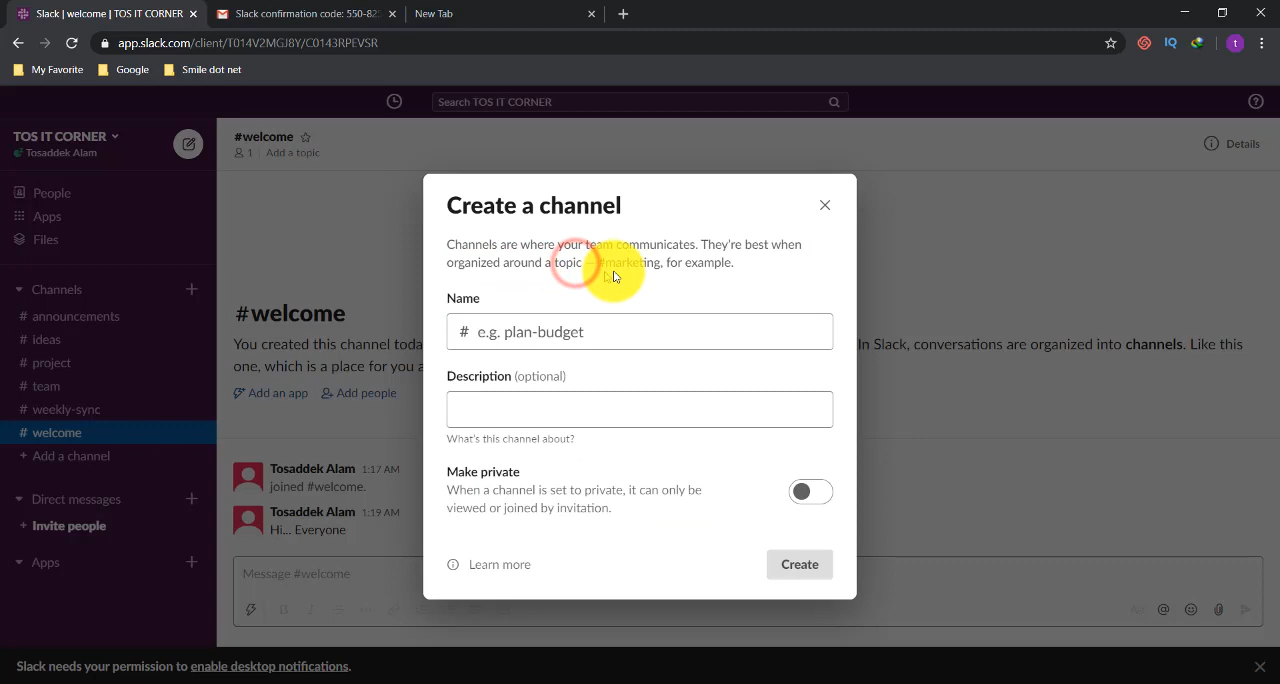 Slack | welcome | TOS IT CORNER
Slack confirmation code: 550-82
New Tab
app.slack.com/client/T014V2MGJ8Y/C0143RPEVSR
IQ
t
My Favorite
Google
Smile dot net
Search TOS IT CORNER
TOS IT CORNER
Tosaddek Alam
#welcome
1 | Add a topic
Details
People
Apps
Files
Channels
# announcements
# ideas
# project
# team
# weekly-sync
# welcome
+ Add a channel
Direct messages
+ Invite people
Apps
#welcome
You created this channel toda
In Slack, conversations are organized into channels. Like this
one, which is a place for you a
Add an app
Add people
Tosaddek Alam 1:17 AM
joined #welcome.
Tosaddek Alam 1:19 AM
Hi... Everyone
Message #welcome
Create a channel
Channels are where your team communicates. They're best when
organized around a topic — #marketing, for example.
Name
# e.g. plan-budget
Description (optional)
What's this channel about?
Make private
When a channel is set to private, it can only be
viewed or joined by invitation.
Learn more
Create
Slack needs your permission to enable desktop notifications.